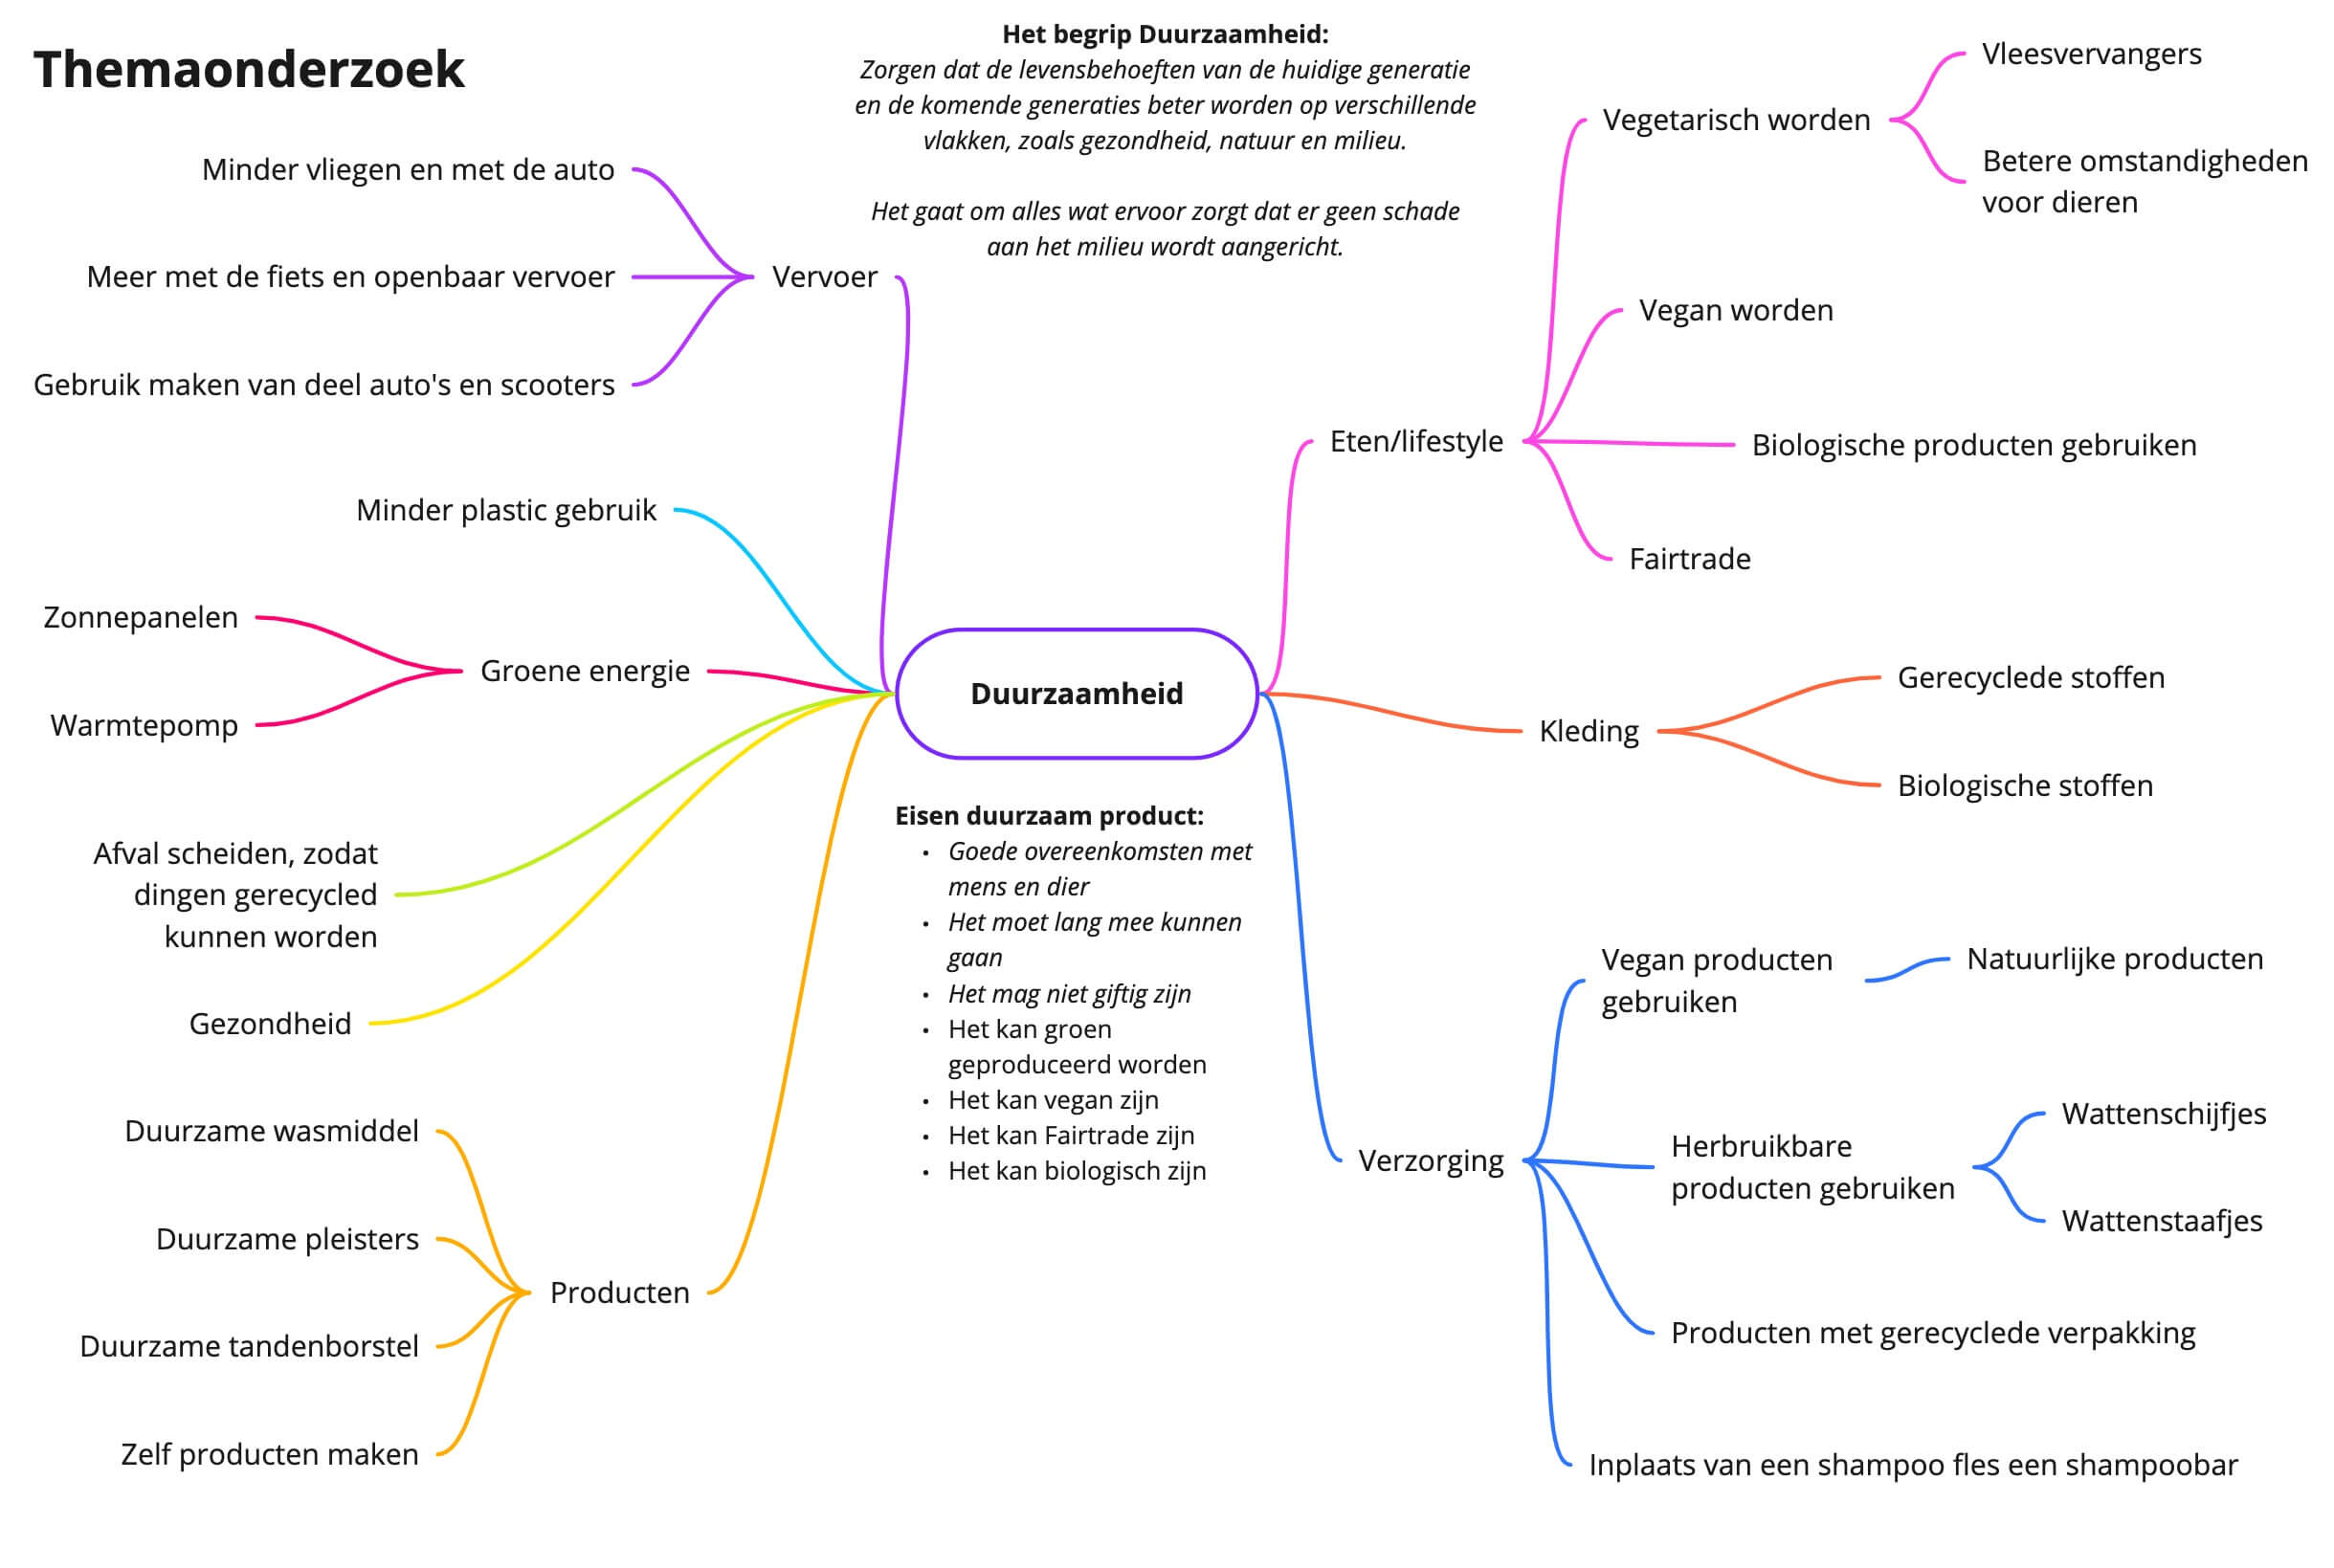 Themaonderzoek
Het begrip Duurzaamheid:
Zorgen dat de levensbehoeften van de huidige generatie
en de komende generaties beter worden op verschillende
vlakken, zoals gezondheid, natuur en milieu.
Het gaat om alles wat ervoor zorgt dat er geen schade
aan het milieu wordt aangericht.
Minder vliegen en met de auto
Meer met de fiets en openbaar vervoer
Gebruik maken van deel auto's en scooters
Vervoer
Minder plastic gebruik
Zonnepanelen
Warmtepomp
Groene energie
Afval scheiden, zodat
dingen gerecycled
kunnen worden
Gezondheid
Duurzame wasmiddel
Duurzame pleisters
Duurzame tandenborstel
Zelf producten maken
Producten
Duurzaamheid
Eisen duurzaam product:
• Goede overeenkomsten met
mens en dier
• Het moet lang mee kunnen
gaan
• Het mag niet giftig zijn
• Het kan groen
geproduceerd worden
• Het kan vegan zijn
• Het kan Fairtrade zijn
• Het kan biologisch zijn
Eten/lifestyle
Vegetarisch worden
Vleesvervangers
Betere omstandigheden
voor dieren
Vegan worden
Biologische producten gebruiken
Fairtrade
Kleding
Gerecyclede stoffen
Biologische stoffen
Verzorging
Vegan producten
gebruiken
Natuurlijke producten
Herbruikbare
producten gebruiken
Wattenschijfjes
Wattenstaafjes
Producten met gerecyclede verpakking
Inplaats van een shampoo fles een shampoobar